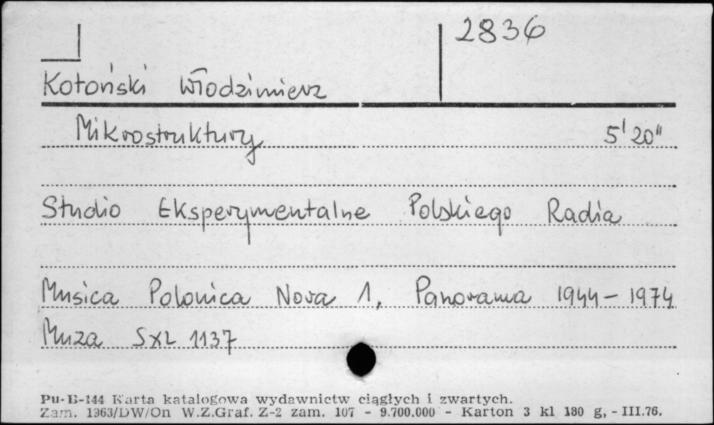 2836
Kotoński Włodzimierz
Mikrostruktury 5' 20"
Studio Eksperymentalne Polskiego Radia
Musica Polonica Nova 1, Panorama 1944-1974
Muza SXL 1137
Pu-B-144 Karta katalogowa wydawnictw ciągłych i zwartych.
Zam. 1363/DW/On W.Z.Graf. Z-2 zam. 107 - 9.700.000 - Karton 3 kl 180 g, - III.76.